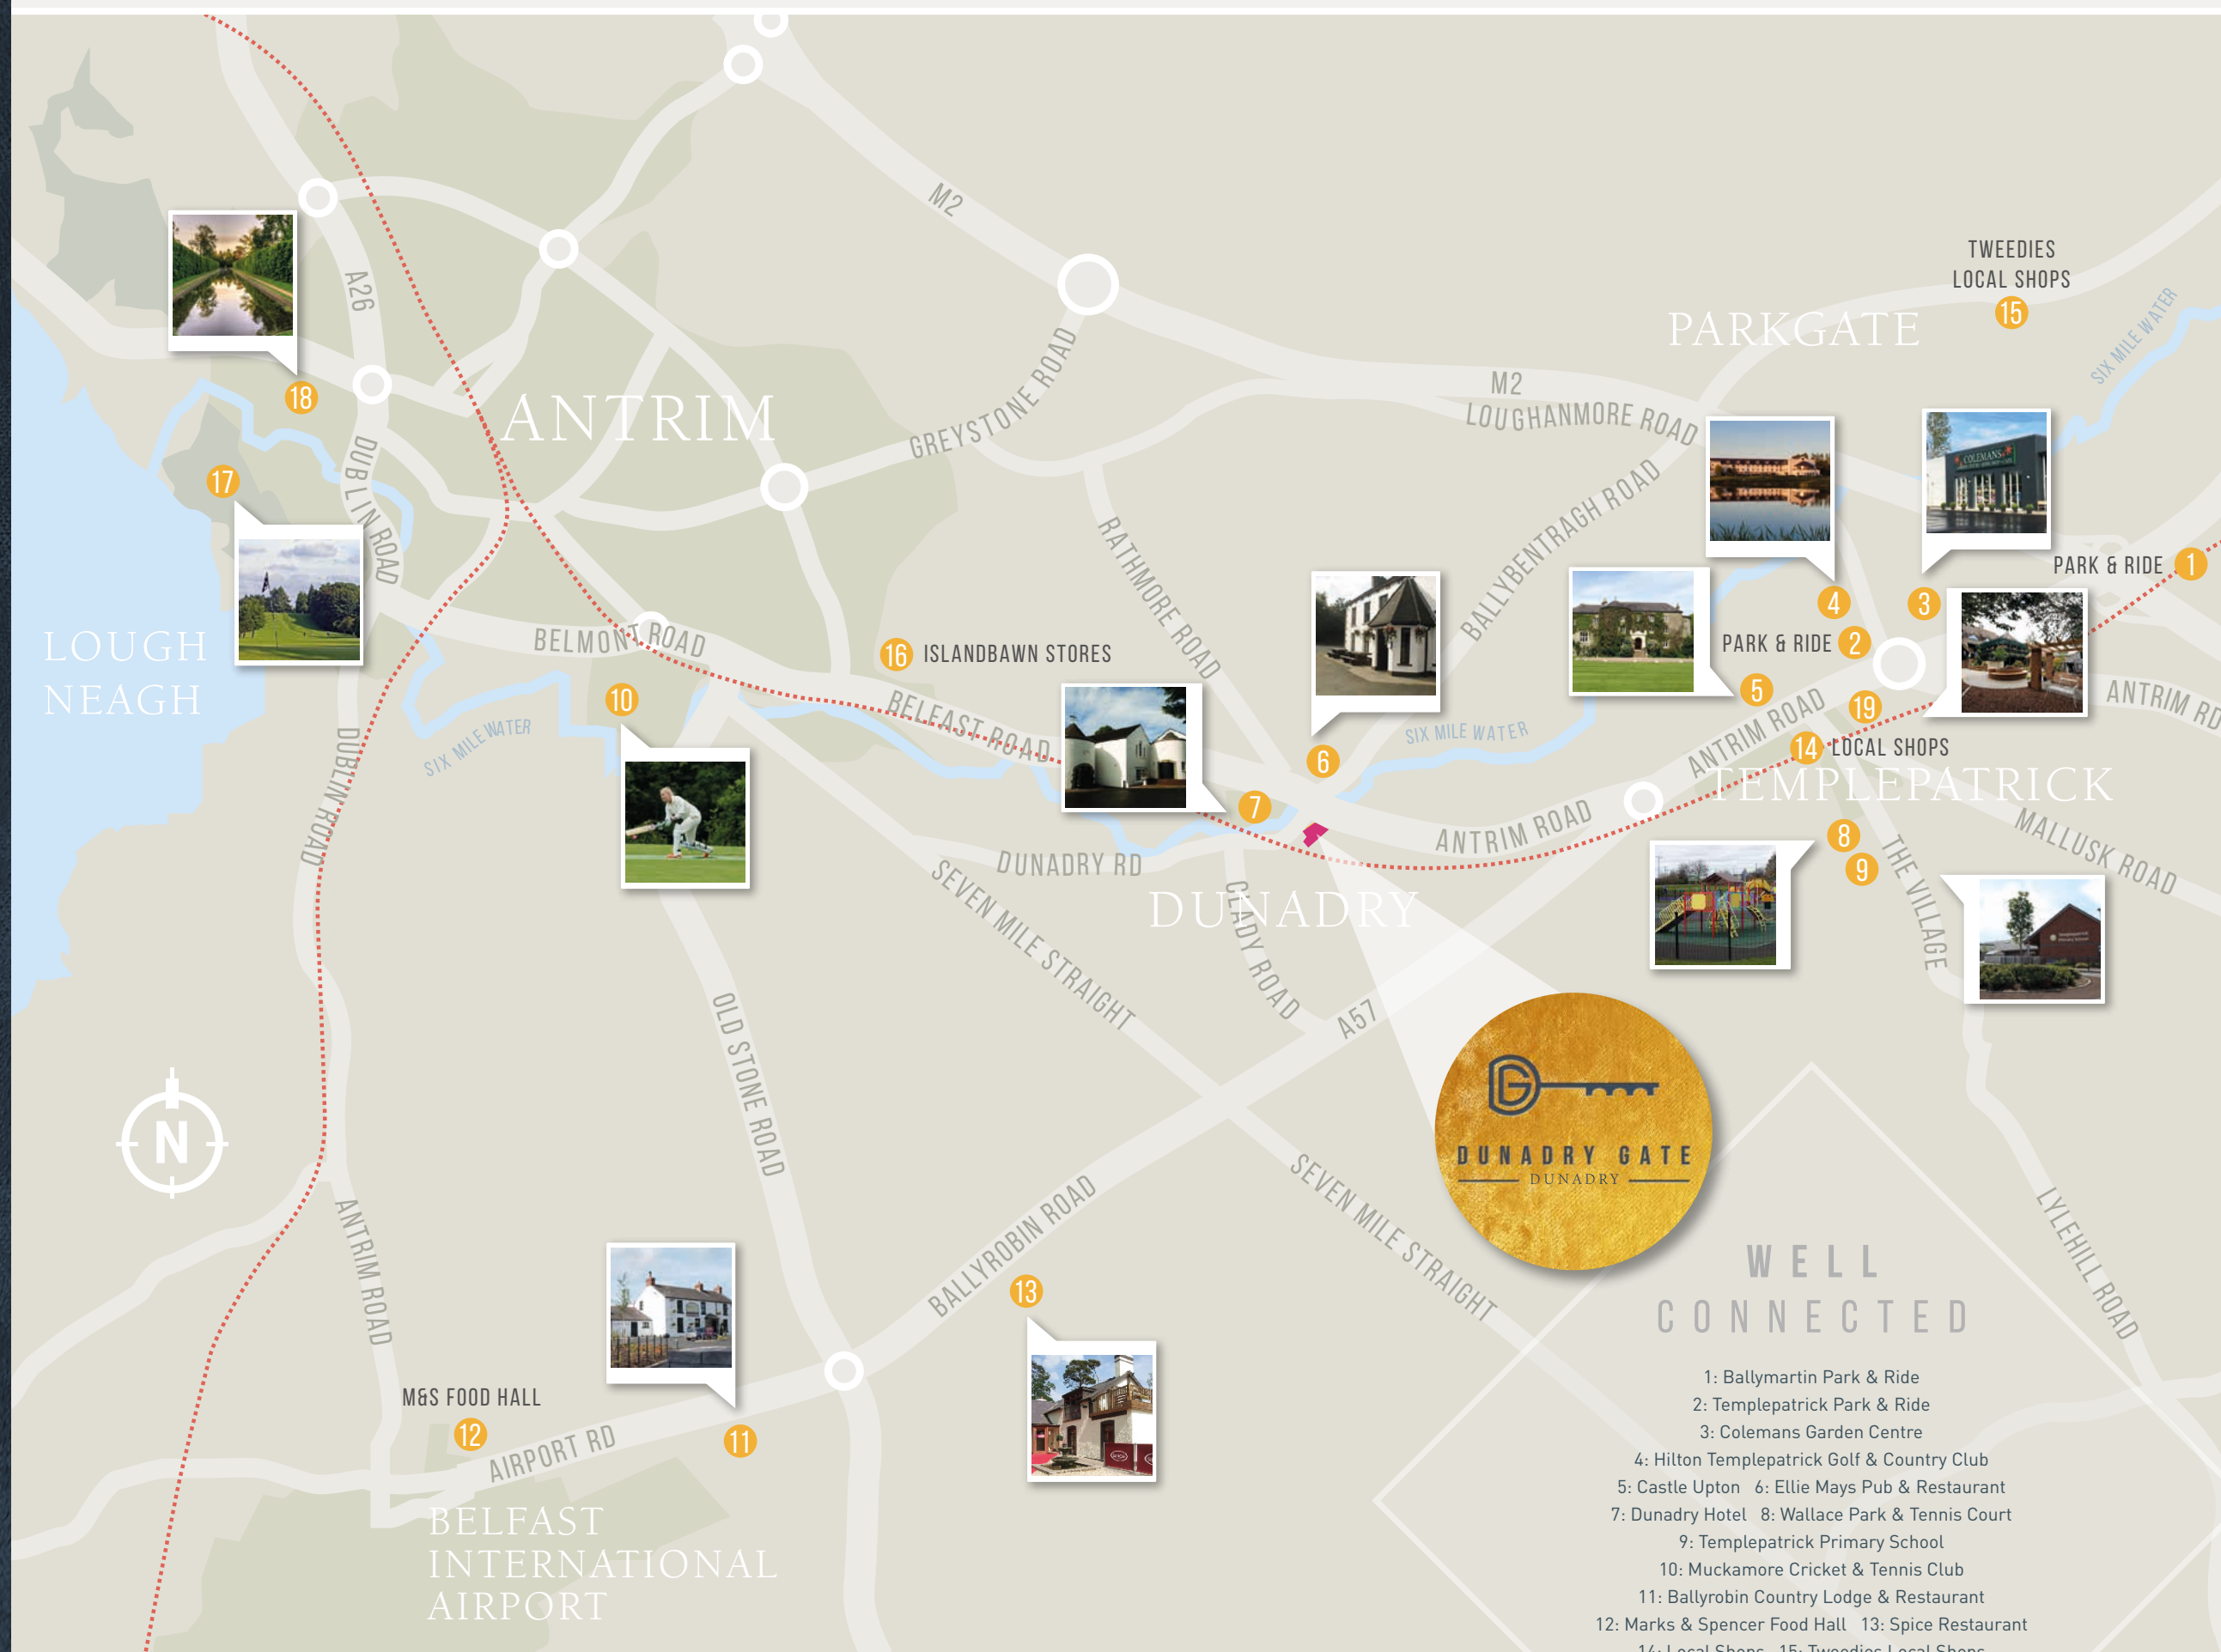 M2
A26
TWEEDIES
LOCAL SHOPS
15
PARKGATE
SIX MILE WATER
18
ANTRIM
GREYSTONE ROAD
M2
LOUGHANMORE ROAD
17
DUBLIN ROAD
COLEMANS
RATHMORE ROAD
BALLYBENTRAGH ROAD
PARK & RIDE 1
4
3
LOUGH
NEAGH
BELMONT ROAD
16 ISLANDBAWN STORES
PARK & RIDE 2
5
19
ANTRIM RD
10
SIX MILE WATER
BELFAST ROAD
SIX MILE WATER
ANTRIM ROAD
14 LOCAL SHOPS
TEMPLEPATRICK
6
7
DUBLIN ROAD
ANTRIM ROAD
8
9
MALLUSK ROAD
THE VILLAGE
DUNADRY RD
DUNADRY
SEVEN MILE STRAIGHT
CLADY ROAD
A57
OLD STONE ROAD
N
DUNADRY GATE
DUNADRY
ANTRIM ROAD
BALLYROBIN ROAD
SEVEN MILE STRAIGHT
LYLEHILL ROAD
13
M&S FOOD HALL
12
11
AIRPORT RD
BELFAST
INTERNATIONAL
AIRPORT
WELL
CONNECTED
1: Ballymartin Park & Ride
2: Templepatrick Park & Ride
3: Colemans Garden Centre
4: Hilton Templepatrick Golf & Country Club
5: Castle Upton 6: Ellie Mays Pub & Restaurant
7: Dunadry Hotel 8: Wallace Park & Tennis Court
9: Templepatrick Primary School
10: Muckamore Cricket & Tennis Club
11: Ballyrobin Country Lodge & Restaurant
12: Marks & Spencer Food Hall 13: Spice Restaurant
14: Local Shops 15: Tweedies Local Shops